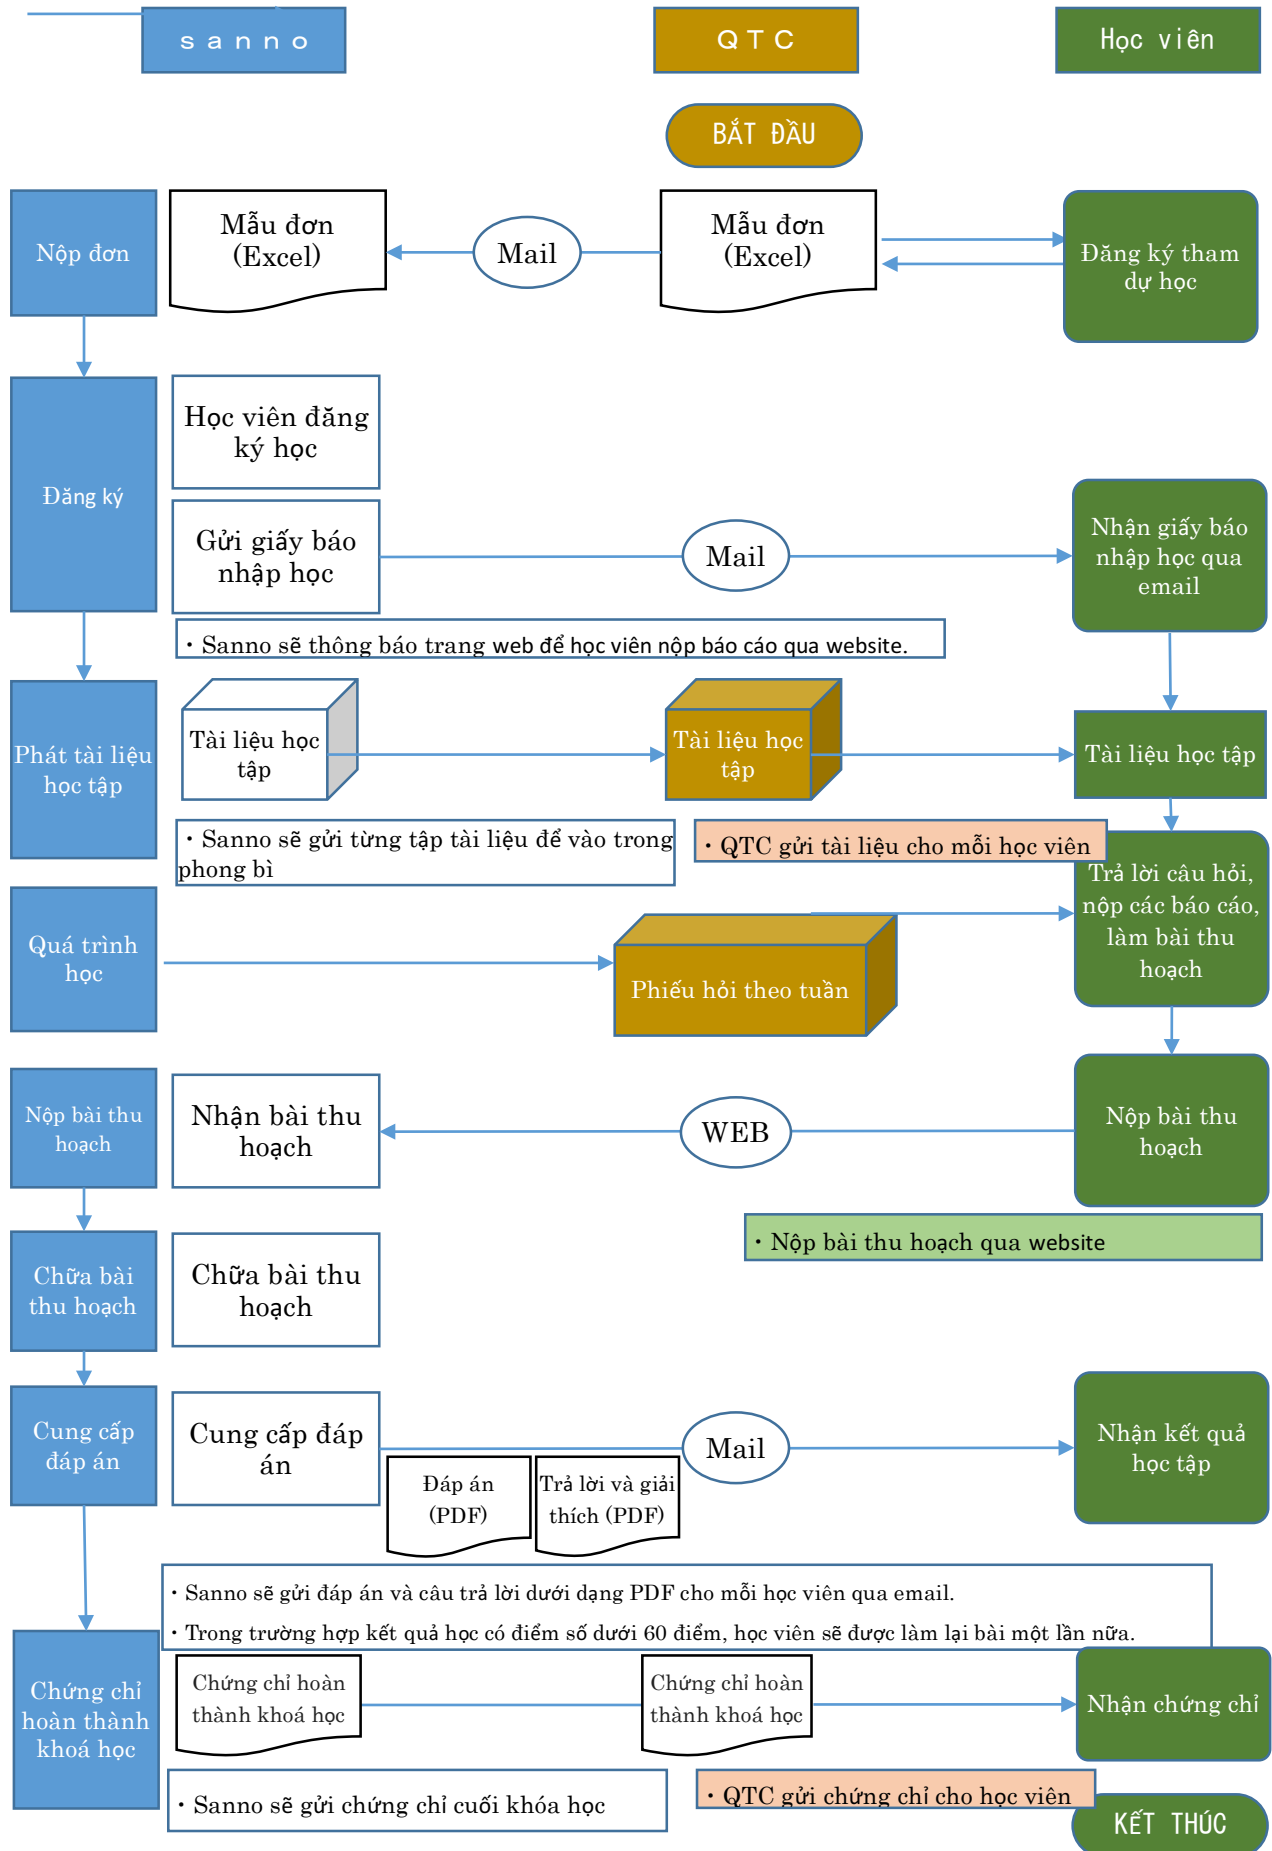 ｓａｎｎｏ
ＱＴＣ
Học viên
BẮT ĐẦU
Nộp đơn
Mẫu đơn
(Excel)
Mail
Mẫu đơn
(Excel)
Đăng ký tham
dự học
Đăng ký
Học viên đăng
ký học
Gửi giấy báo
nhập học
Mail
Nhận giấy báo
nhập học qua
email
・Sanno sẽ thông báo trang web để học viên nộp báo cáo qua website.
Phát tài liệu
học tập
Tài liệu học
tập
Tài liệu học
tập
Tài liệu học tập
・Sanno sẽ gửi từng tập tài liệu để vào trong
phong bì
・QTC gửi tài liệu cho mỗi học viên
Quá trình
học
Phiếu hỏi theo tuần
Trả lời câu hỏi,
nộp các báo cáo,
làm bài thu
hoạch
Nộp bài thu
hoạch
Nhận bài thu
hoạch
WEB
Nộp bài thu
hoạch
・Nộp bài thu hoạch qua website
Chữa bài
thu hoạch
Chữa bài thu
hoạch
Cung cấp
đáp án
Cung cấp đáp
án
Mail
Nhận kết quả
học tập
Đáp án
(PDF)
Trả lời và giải
thích (PDF)
・Sanno sẽ gửi đáp án và câu trả lời dưới dạng PDF cho mỗi học viên qua email.
・Trong trường hợp kết quả học có điểm số dưới 60 điểm, học viên sẽ được làm lại bài một lần nữa.
Chứng chỉ
hoàn thành
khoá học
Chứng chỉ hoàn
thành khoá học
Chứng chỉ hoàn
thành khoá học
Nhận chứng chỉ
・Sanno sẽ gửi chứng chỉ cuối khóa học
・QTC gửi chứng chỉ cho học viên
KẾT THÚC